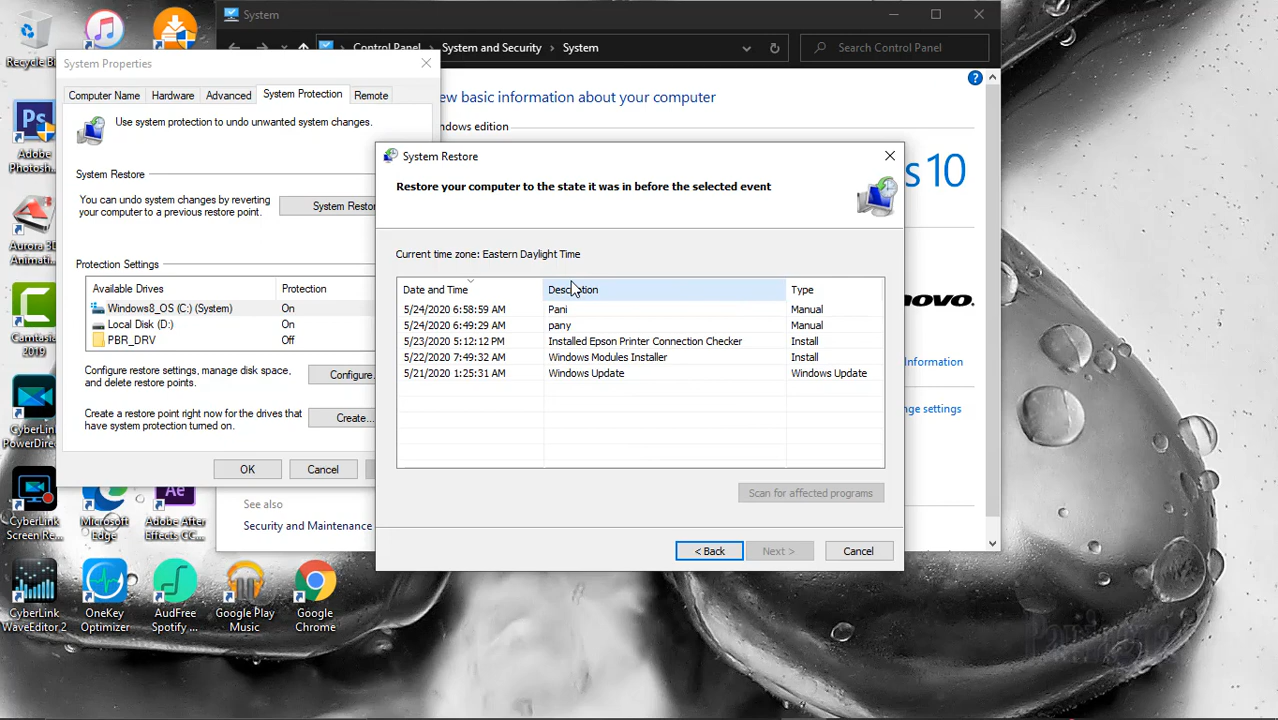 System
Recycle Bi
Control Panel
System and Security
System
Search Control Panel
System Properties
Computer Name
Hardware
Advanced
System Protection
Remote
Use system protection to undo unwanted system changes.
System Restore
You can undo system changes by reverting
your computer to a previous restore point.
System Restor
Protection Settings
Available Drives
Protection
Windows8_OS (C:) (System)
On
Local Disk (D:)
On
PBR_DRV
Off
Configure restore settings, manage disk space,
and delete restore points.
Configure.
Create a restore point right now for the drives that
have system protection turned on.
Create...
OK
Cancel
ew basic information about your computer
ndows edition
s 10
novo.
Information
nge settings
See also
Security and Maintenance
System Restore
Restore your computer to the state it was in before the selected event
Current time zone: Eastern Daylight Time
Date and Time
Description
Type
5/24/2020 6:58:59 AM
Pani
Manual
5/24/2020 6:49:29 AM
pany
Manual
5/23/2020 5:12:12 PM
Installed Epson Printer Connection Checker
Install
5/22/2020 7:49:32 AM
Windows Modules Installer
Install
5/21/2020 1:25:31 AM
Windows Update
Windows Update
Scan for affected programs
< Back
Next >
Cancel
Ps
Adobe
Photosh...
Aurora 3D
Animati...
Camtasia
2019
CyberLink
PowerDirec
CyberLink
Screen Re...
Microsoft
Edge
Ae
Adobe After
Effects CC...
CyberLink
WaveEditor 2
OneKey
Optimizer
AudFree
Spotify ...
Google Play
Music
Google
Chrome